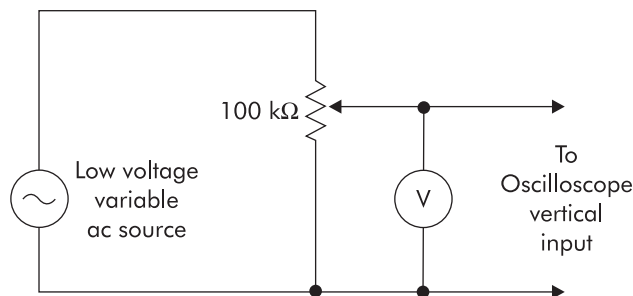 100 kΩ
Low voltage
variable
ac source
V
To
Oscilloscope
vertical
input